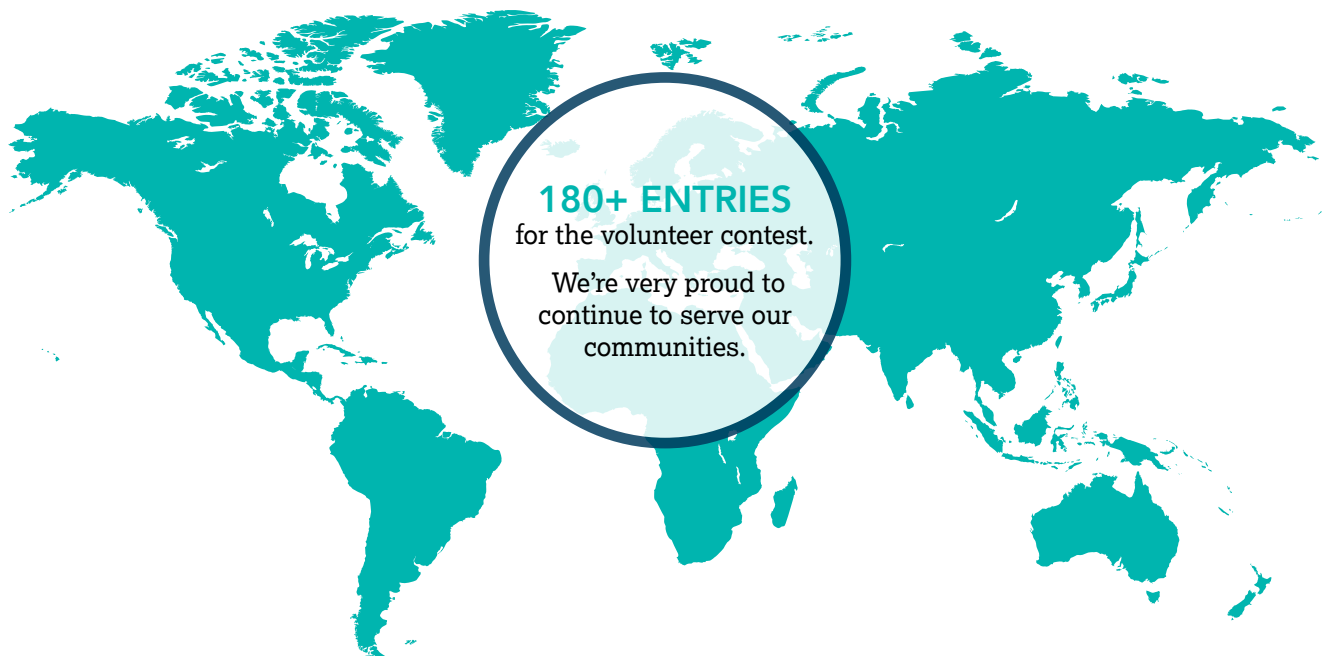 180+ ENTRIES
for the volunteer contest.
We’re very proud to
continue to serve our
communities.